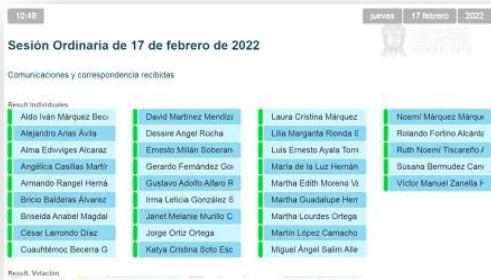 10:49
jueves 17 febrero 2022
Sesión Ordinaria de 17 de febrero de 2022
Comunicaciones y correspondencia recibidas
Result Individuales
Aldo Iván Márquez Bec
Alejandro Arias Ávila
Alma Edwviges Alcaraz
Angélica Casillas Martír
Armando Rangel Herná
Bricio Balderas Álvarez
Briseida Anabel Magdal
César Larrondo Díaz
Cuauhtémoc Becerra G
David Martínez Mendiza
Dessire Angel Rocha
Ernesto Millán Soberan
Gerardo Fernández Go
Gustavo Adolfo Alfaro R
Irma Leticia González S
Janet Melanie Murillo C
Jorge Ortiz Ortega
Katya Cristina Soto Esc
Laura Cristina Márquez
Lilia Margarita Rionda S
Luis Ernesto Ayala Torr
María de la Luz Hernán
Martha Edith Moreno Va
Martha Guadalupe Herr
Martha Lourdes Ortega
Martín López Camacho
Miguel Ángel Salim Alle
Noemí Márquez Márqu
Rolando Fortino Alcánta
Ruth Noemí Tiscareño A
Susana Bermudez Can
Víctor Manuel Zanella H
Result. Votación